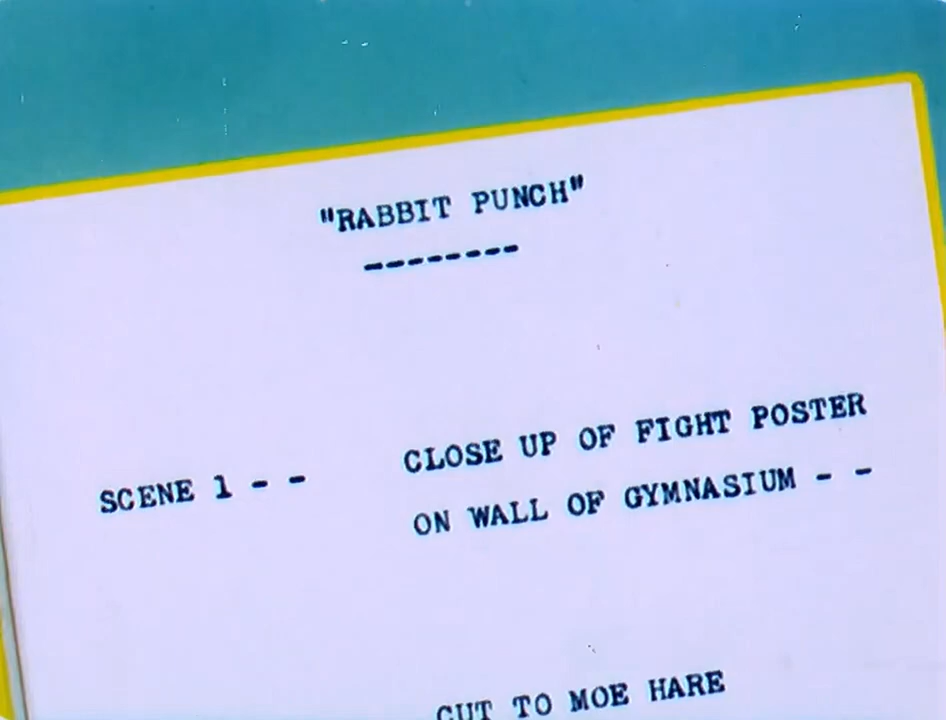 "RABBIT PUNCH"
--------
SCENE 1 - - CLOSE UP OF FIGHT POSTER
ON WALL OF GYMNASIUM - -
CUT TO MOE HARE